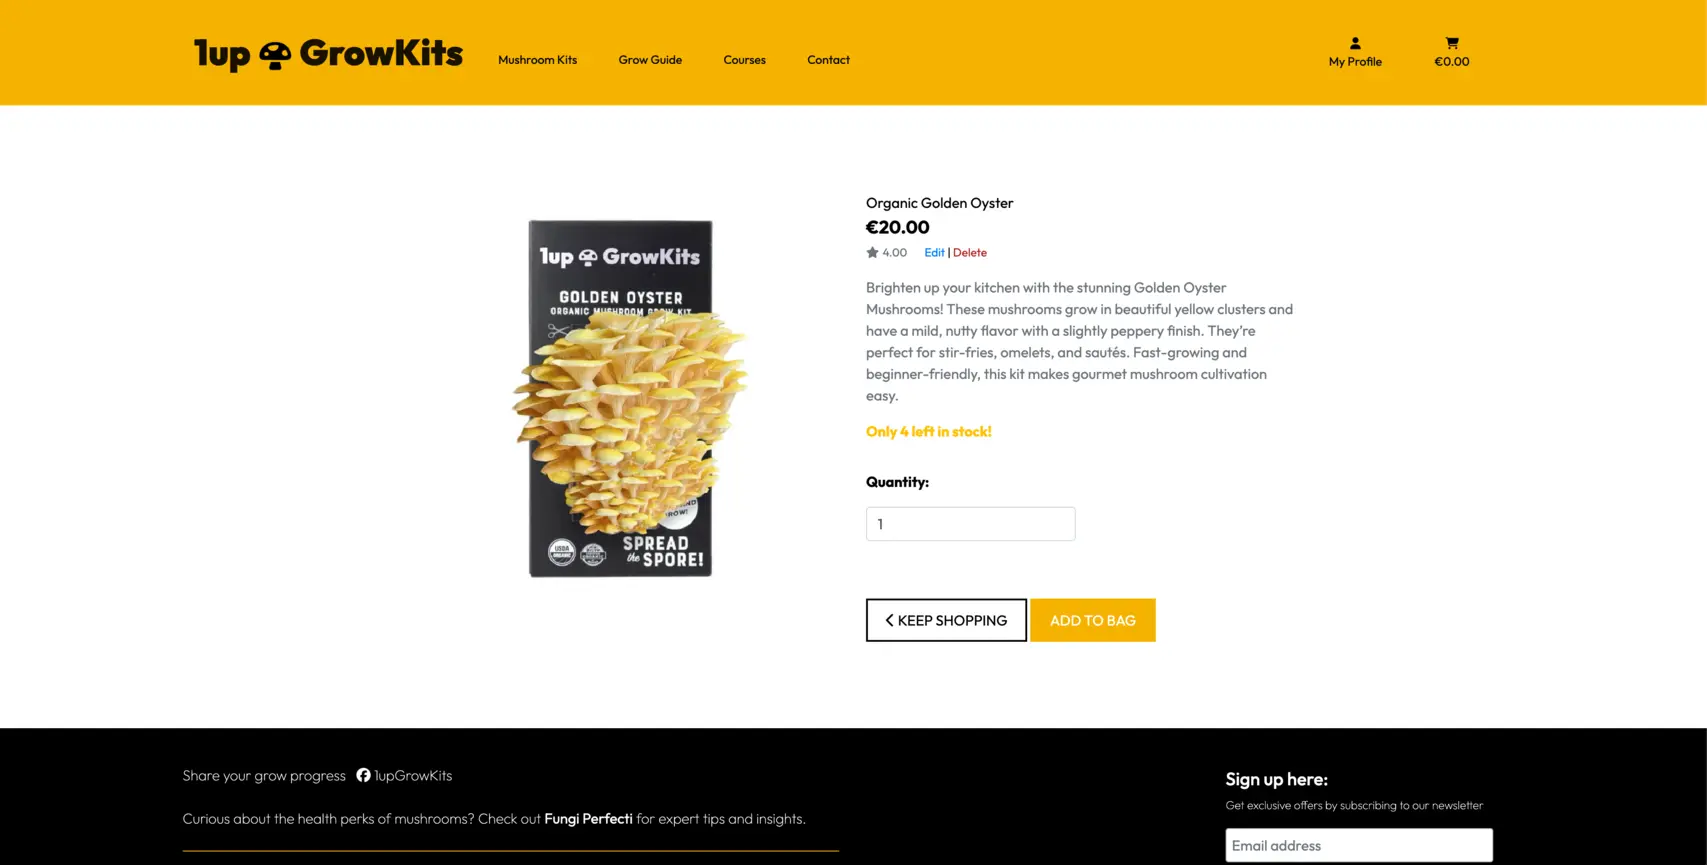 1up GrowKits
Mushroom Kits
Grow Guide
Courses
Contact
My Profile
€0.00
1up GrowKits
GOLDEN OYSTER
ORGANIC MUSHROOM GROW KIT
USDA
ORGANIC
SPREAD
the SPORE!
Organic Golden Oyster
€20.00
4.00 Edit | Delete
Brighten up your kitchen with the stunning Golden Oyster
Mushrooms! These mushrooms grow in beautiful yellow clusters and
have a mild, nutty flavor with a slightly peppery finish. They’re
perfect for stir-fries, omelets, and sautés. Fast-growing and
beginner-friendly, this kit makes gourmet mushroom cultivation
easy.
Only 4 left in stock!
Quantity:
1
KEEP SHOPPING
ADD TO BAG
Share your grow progress 1upGrowKits
Curious about the health perks of mushrooms? Check out Fungi Perfecti for expert tips and insights.
Sign up here:
Get exclusive offers by subscribing to our newsletter
Email address